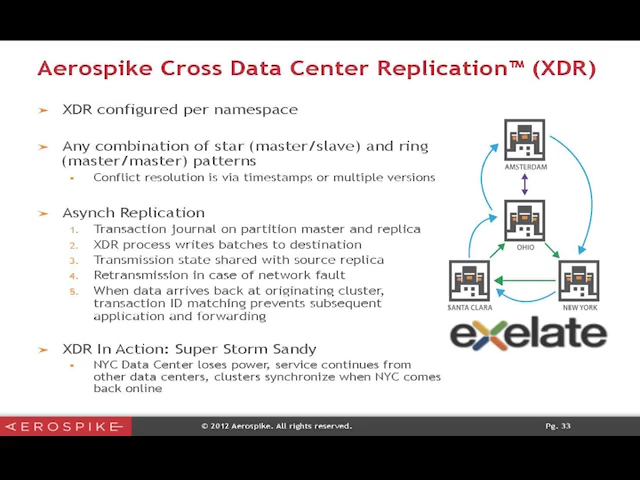 Aerospike Cross Data Center Replication™ (XDR)
➤ XDR configured per namespace
➤ Any combination of star (master/slave) and ring
(master/master) patterns
▪ Conflict resolution is via timestamps or multiple versions
➤ Asynch Replication
1. Transaction journal on partition master and replica
2. XDR process writes batches to destination
3. Transmission state shared with source replica
4. Retransmission in case of network fault
5. When data arrives back at originating cluster,
transaction ID matching prevents subsequent
application and forwarding
➤ XDR In Action: Super Storm Sandy
▪ NYC Data Center loses power, service continues from
other data centers, clusters synchronize when NYC comes
back online
AMSTERDAM
OHIO
SANTA CLARA
NEW YORK
exelate
AEROSPIKE
© 2012 Aerospike. All rights reserved.
Pg. 33